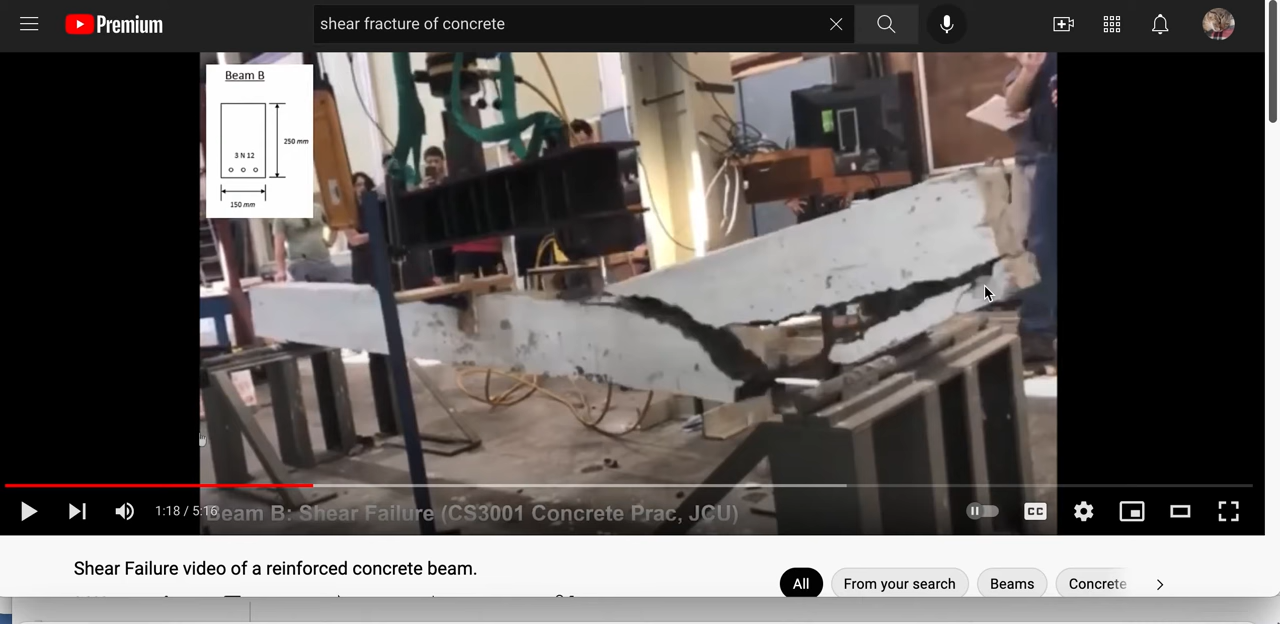 Premium
shear fracture of concrete
Beam B
250 mm
3 N 12
150 mm
1:18 / 5:16
Beam B: Shear Failure (CS3001 Concrete Prac, JCU)
CC
Shear Failure video of a reinforced concrete beam.
All
From your search
Beams
Concrete